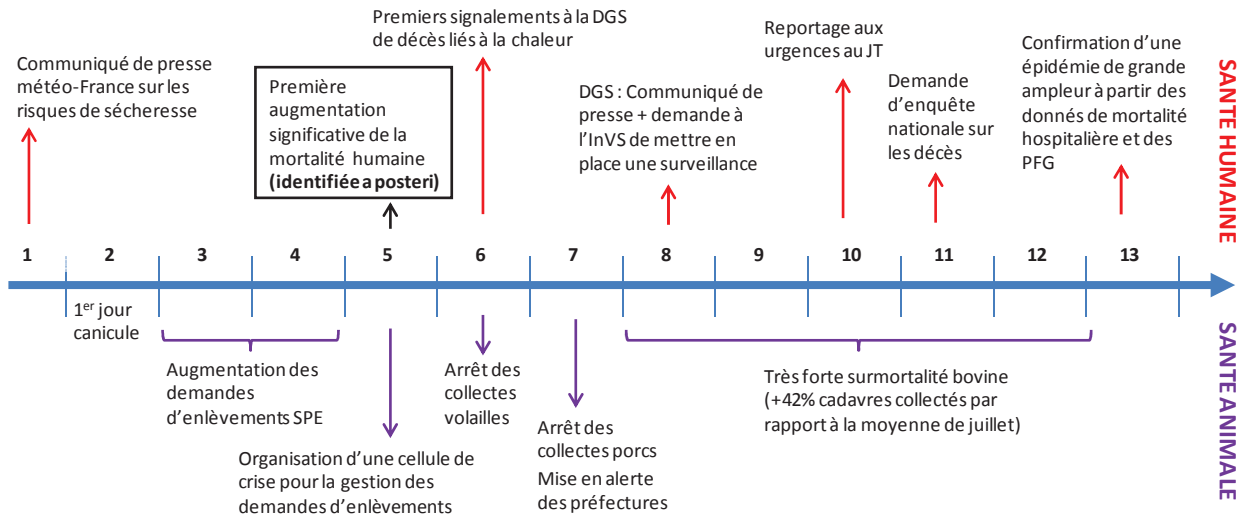 Communiqué de presse
météo-France sur les
risques de sécheresse
Première
augmentation
significative de la
mortalité humaine
(identifiée a posteri)
Premiers signalements à la DGS
de décès liés à la chaleur
DGS : Communiqué de
presse + demande à
l'InVS de mettre en
place une surveillance
Reportage aux
urgences au JT
Demande
d'enquête
nationale sur
les décès
Confirmation d'une
épidémie de grande
ampleur à partir des
donnés de mortalité
hospitalière et des
PFG
SANTE HUMAINE
1 2 3 4 5 6 7 8 9 10 11 12 13
1er jour
canicule
Augmentation des
demandes
d'enlèvements SPE
Organisation d'une cellule de
crise pour la gestion des
demandes d'enlèvements
Arrêt des
collectes
volailles
Arrêt des
collectes porcs
Mise en alerte
des préfectures
Très forte surmortalité bovine
(+42% cadavres collectés par
rapport à la moyenne de juillet)
SANTE ANIMALE